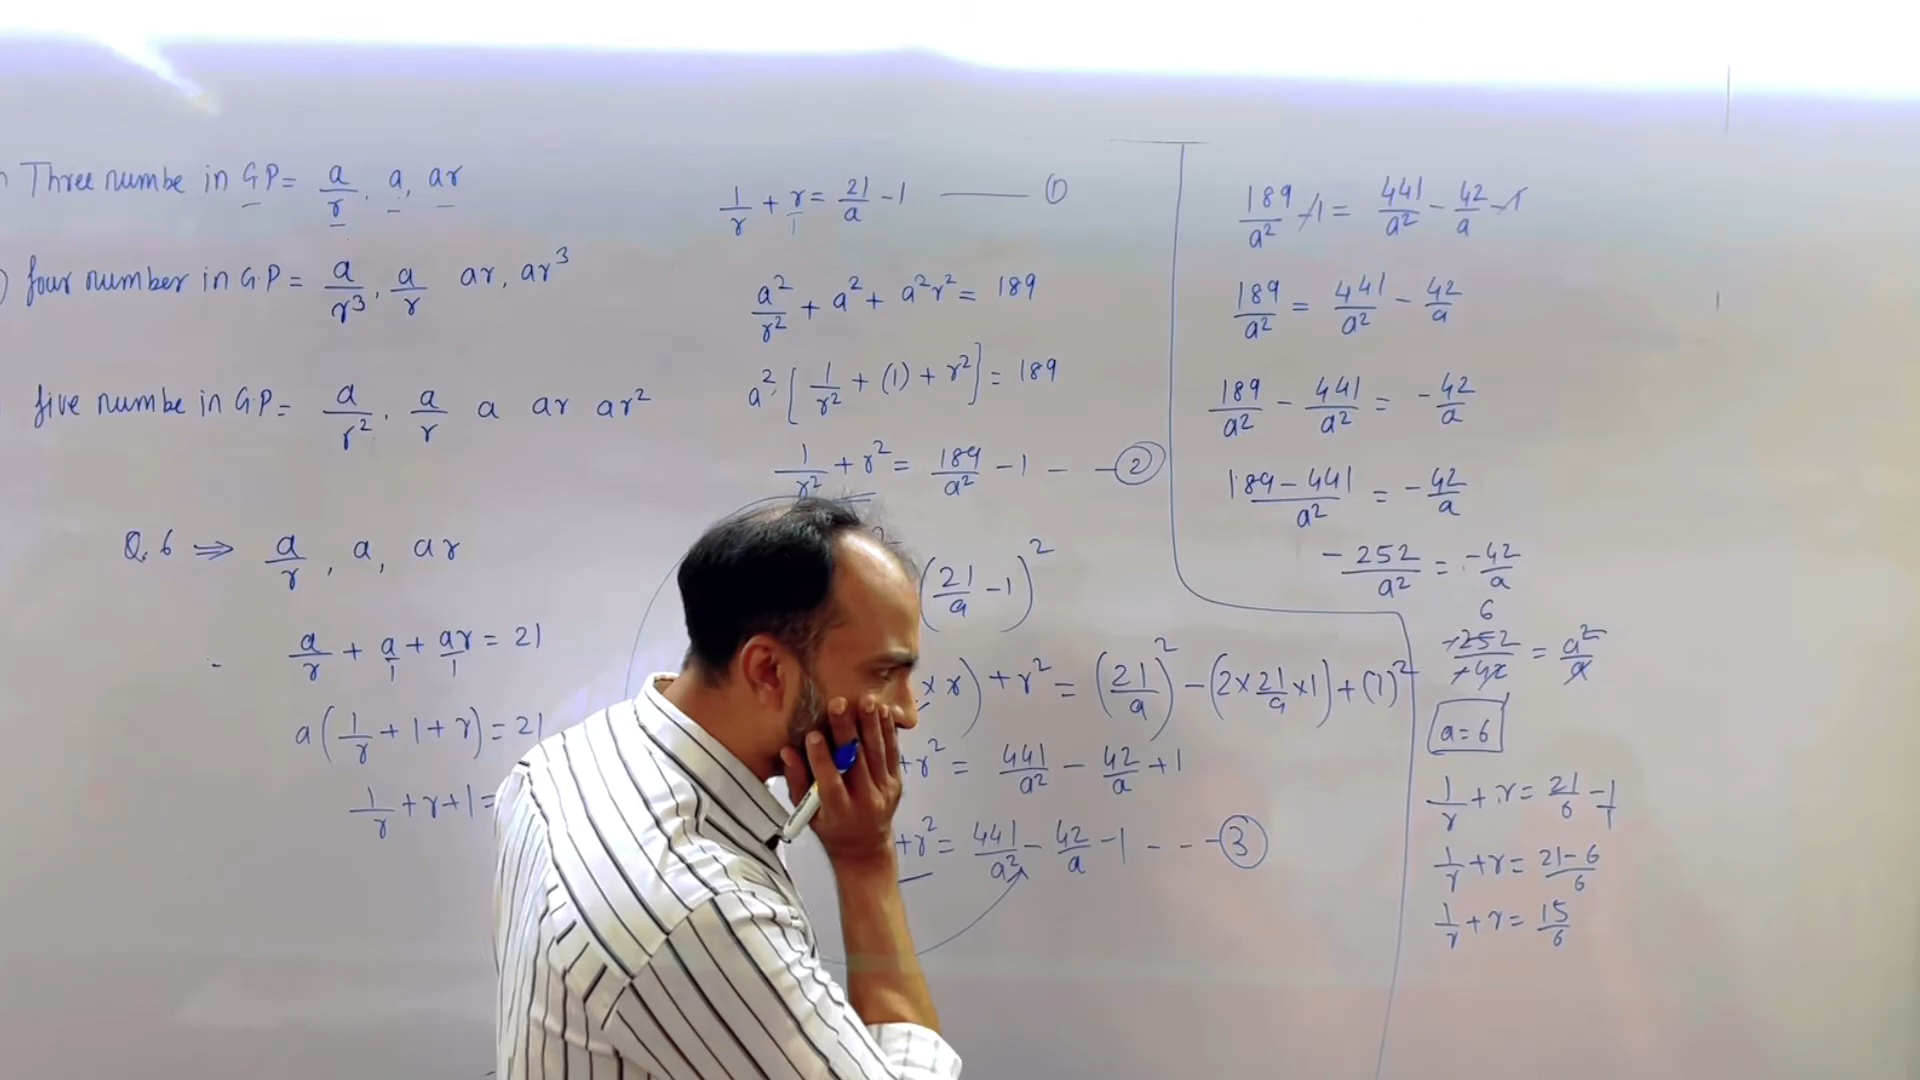 Three numbe in GP= a/r, a, ar
four number in G.P = a/r³, a/r ar, ar³
five numbe in G.P= a/r², a/r a ar ar²
Q.6 ⇒ a/r, a, ar
a/r + a/1 + ar/1 = 21
a(1/r + 1 + r) = 21
1/r + r + 1 =
1/r + r/1 = 21/a - 1 —— ①
a²/r² + a² + a²r² = 189
a²[1/r² + (1) + r²] = 189
1/r² + r² = 189/a² - 1 - - ②
(21/a - 1)²
× r) + r² = (21/a)² - (2×21/a×1) + (1)²
+r² = 441/a² - 42/a + 1
+r² = 441/a² - 42/a - 1 - - - ③
189/a² - 1 = 441/a² - 42/a - 1
189/a² = 441/a² - 42/a
189/a² - 441/a² = -42/a
189 - 441/a² = -42/a
-252/a² = -42/a
6
-252/-42 = a²/a
a = 6
1/r + r = 21/6 - 1/1
1/r + r = 21-6/6
1/r + r = 15/6